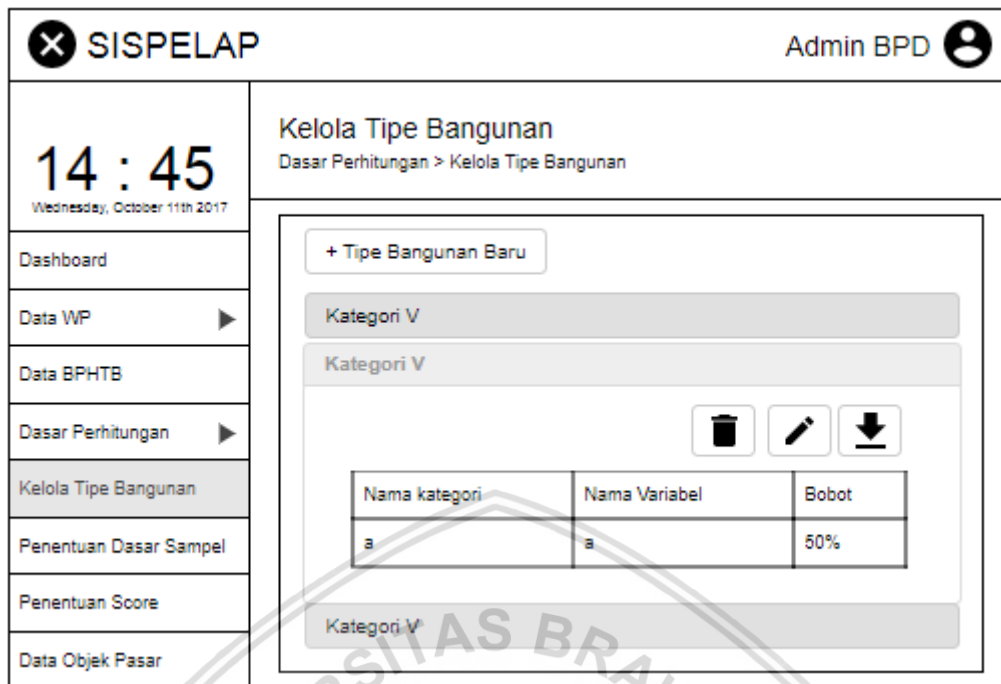 SISPELAP
Admin BPD
14 : 45
Wednesday, October 11th 2017
Dashboard
Data WP
Data BPHTB
Dasar Perhitungan
Kelola Tipe Bangunan
Penentuan Dasar Sampel
Penentuan Score
Data Objek Pasar
Kelola Tipe Bangunan
Dasar Perhitungan > Kelola Tipe Bangunan
+ Tipe Bangunan Baru
Kategori V
Kategori V
Nama kategori Nama Variabel Bobot
a a 50%
Kategori V
SITAS BRA